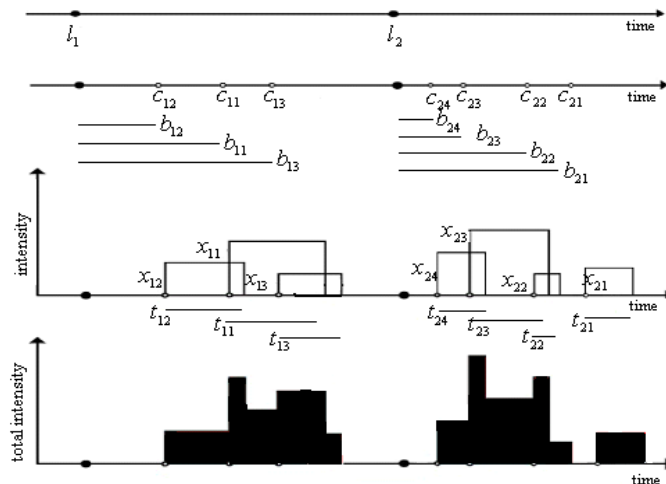 l₁ l₂ time
c₁₂ c₁₁ c₁₃ c₂₄ c₂₃ c₂₂ c₂₁ time
b₁₂ b₂₄
b₁₁ b₂₃
b₁₃ b₂₂
b₂₁
intensity
x₁₂ x₁₁ x₁₃ x₂₄ x₂₃ x₂₂ x₂₁
t₁₂ t₂₄
t₁₁ t₂₃ t₂₁
t₁₃ t₂₂
total intensity
time